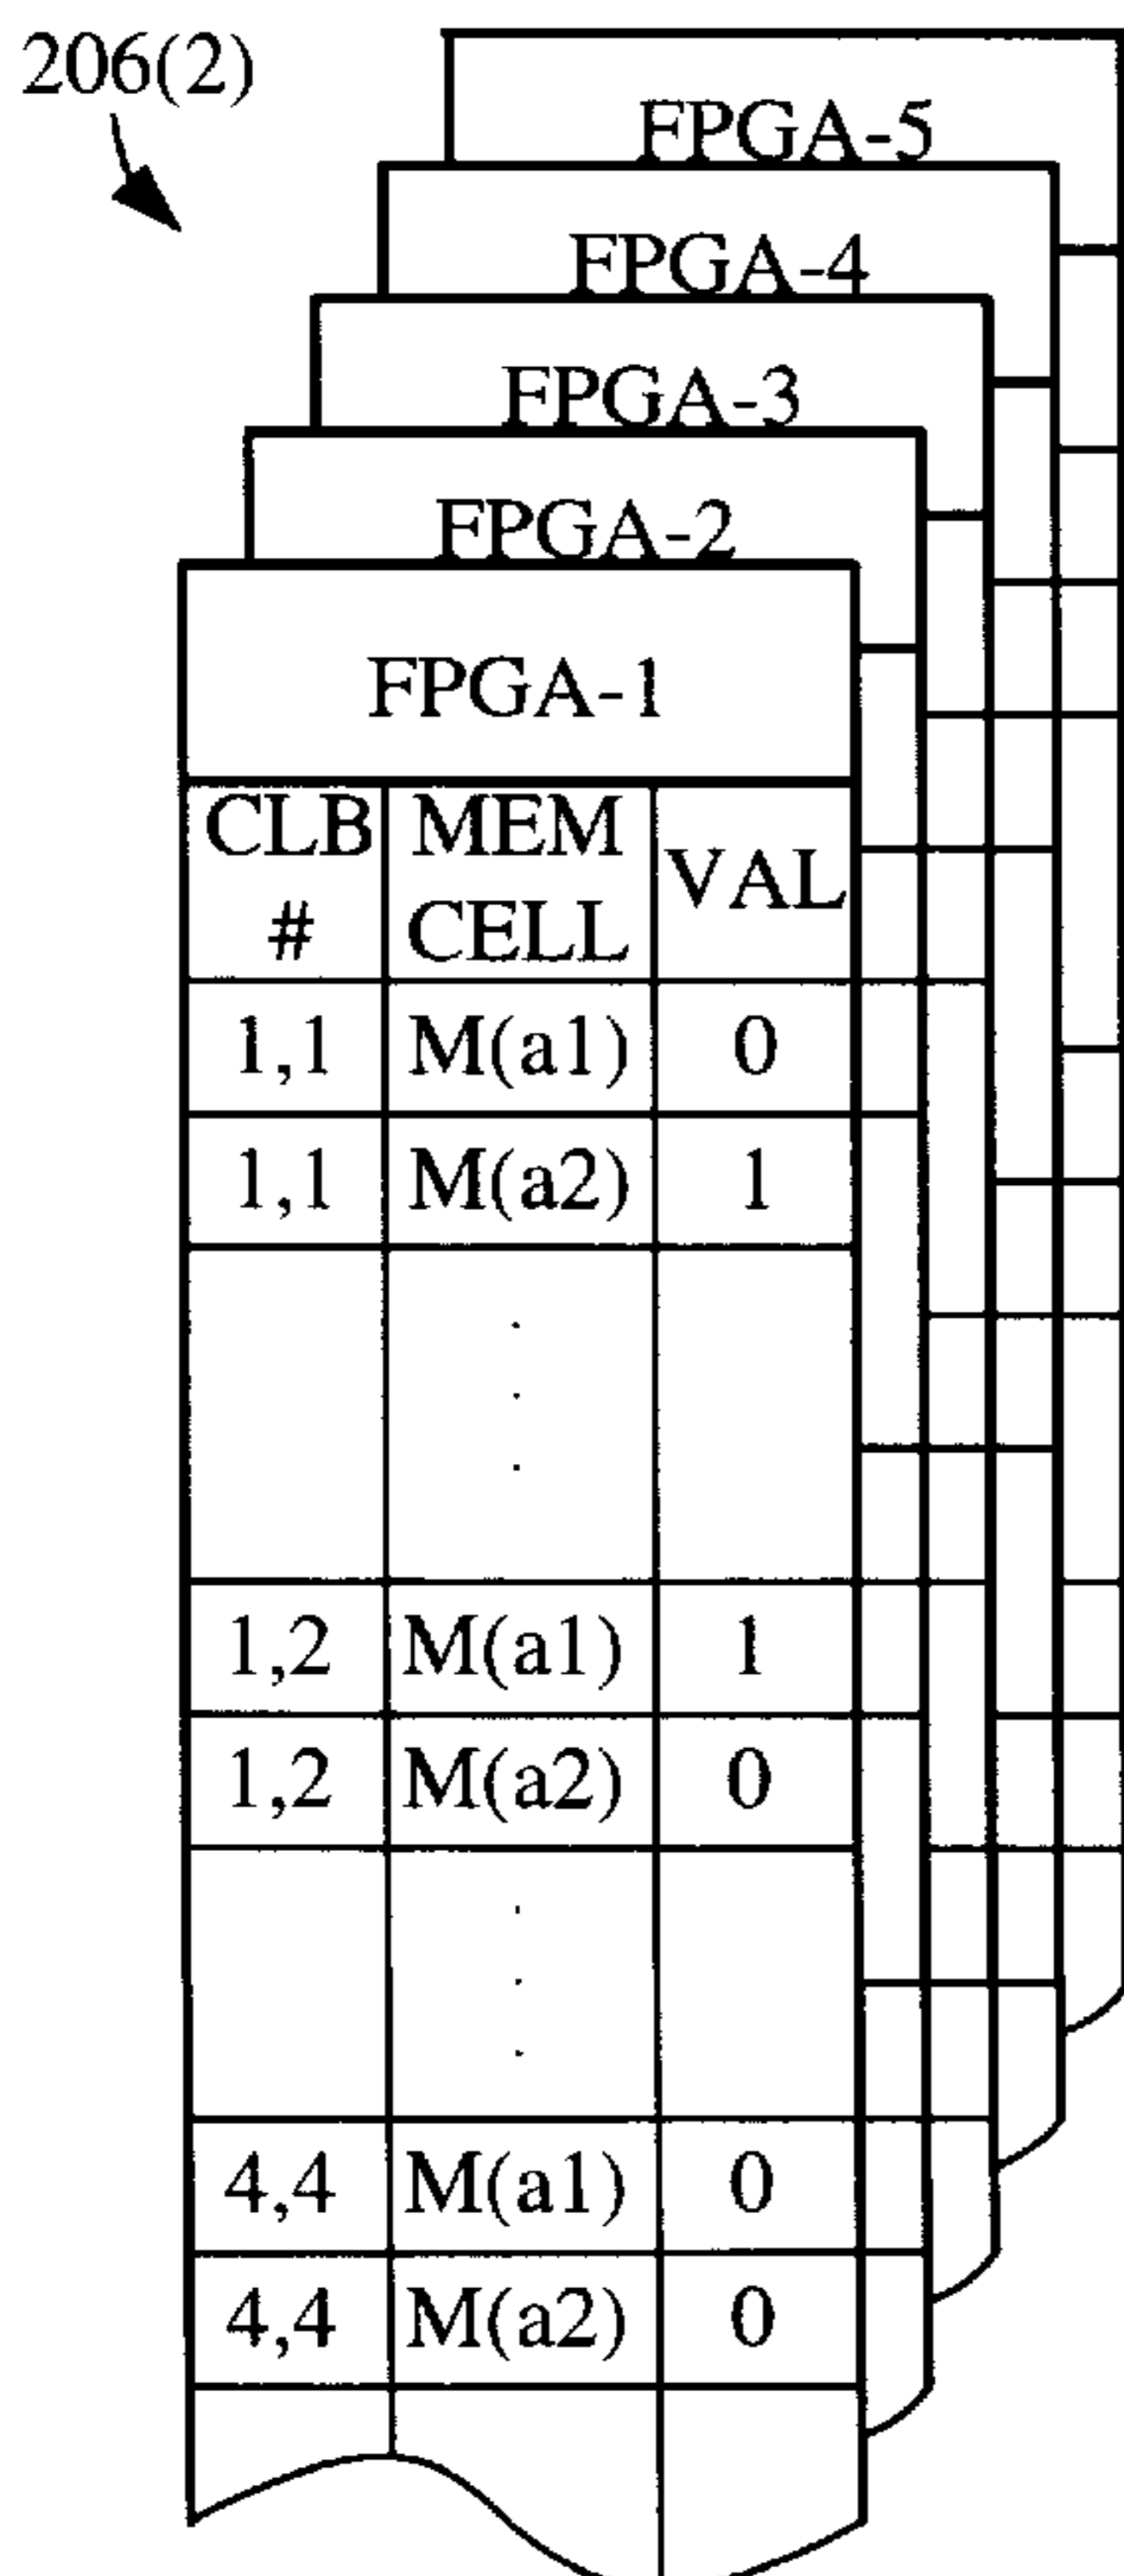 206(2)
FPGA-5
FPGA-4
FPGA-3
FPGA-2
FPGA-1
CLB # MEM CELL VAL
1,1 M(a1) 0
1,1 M(a2) 1
1,2 M(a1) 1
1,2 M(a2) 0
4,4 M(a1) 0
4,4 M(a2) 0